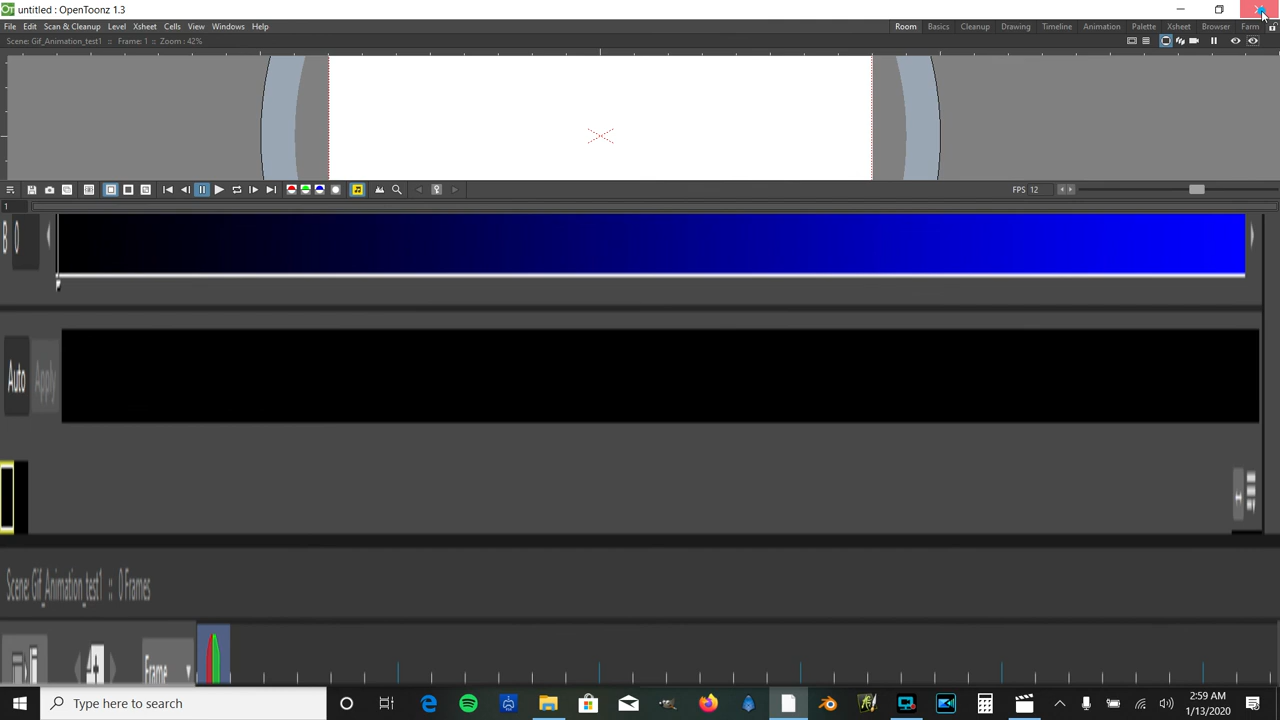 untitled : OpenToonz 1.3
File Edit Scan & Cleanup Level Xsheet Cells View Windows Help Room Basics Cleanup Drawing Timeline Animation Palette Xsheet Browser Farm
Scene: Gif_Animation_test1 :: Frame: 1 :: Zoom : 42%
FPS 12
1
B 0
Auto Apply
Scene: Gif_Animation_test1 :: 0 Frames
Frame
Type here to search
2:59 AM
1/13/2020